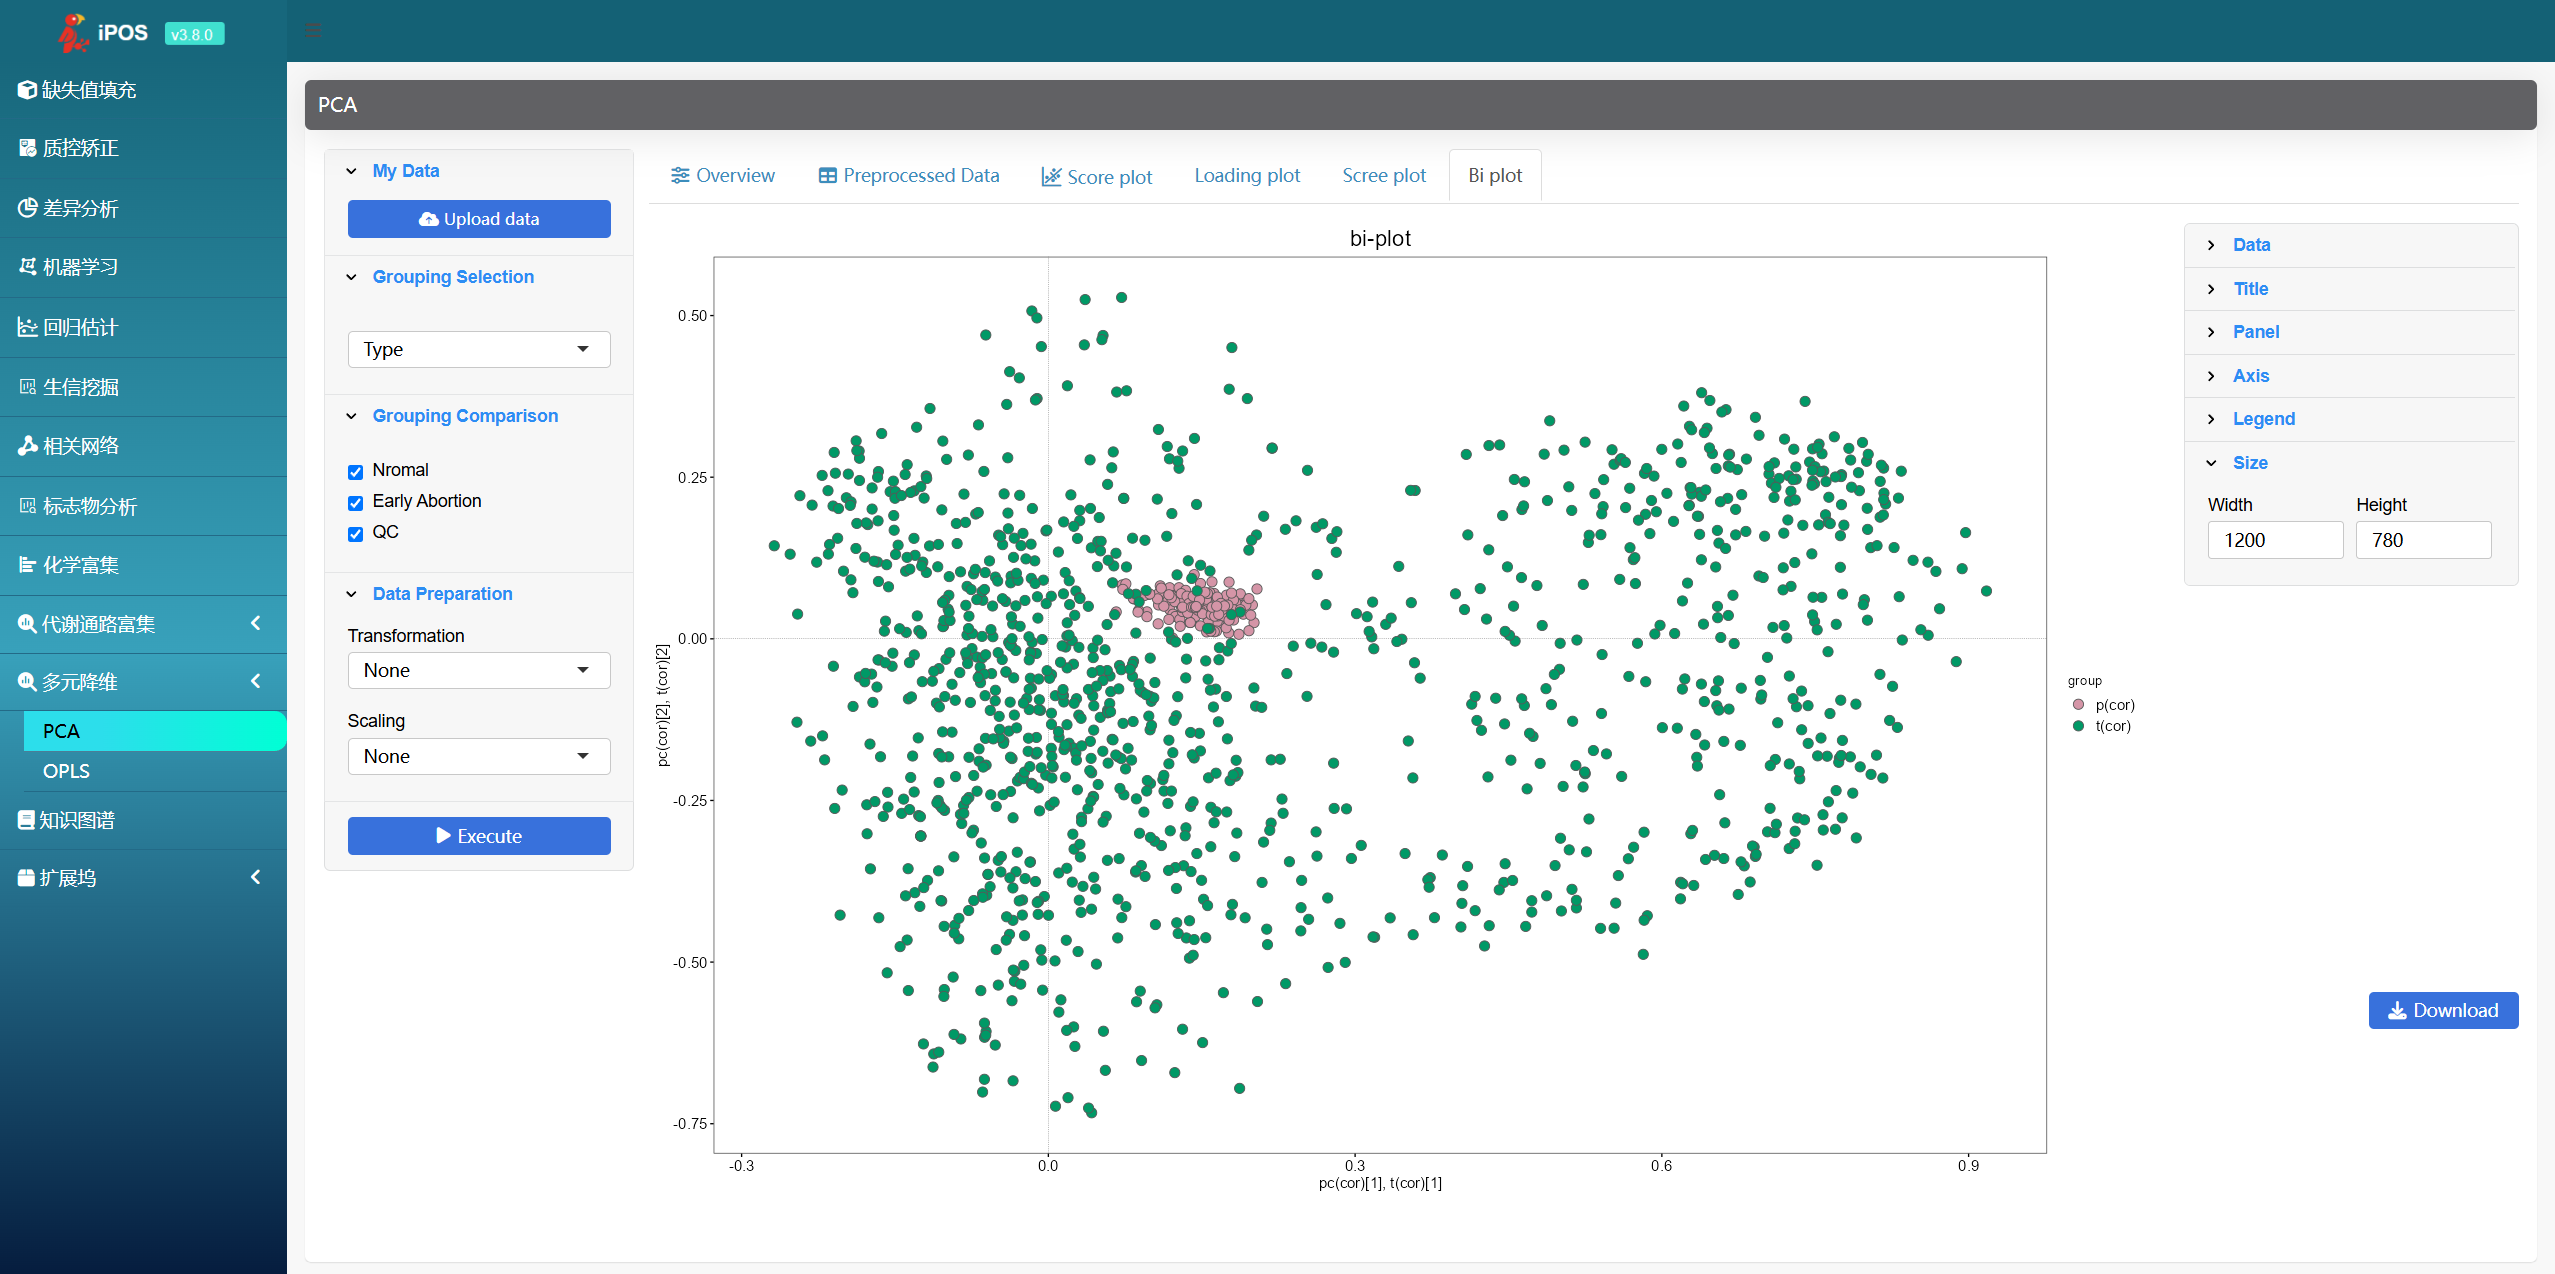 iPOS v3.8.0
缺失值填充
质控矫正
差异分析
机器学习
回归估计
生信挖掘
相关网络
标志物分析
化学富集
代谢通路富集
多元降维
PCA
OPLS
知识图谱
扩展坞
PCA
My Data
Upload data
Grouping Selection
Type
Grouping Comparison
Nromal
Early Abortion
QC
Data Preparation
Transformation
None
Scaling
None
Execute
Overview Preprocessed Data Score plot Loading plot Scree plot Bi plot
bi-plot
0.50
0.25
0.00
-0.25
-0.50
-0.75
pc(cor)[2], t(cor)[2]
-0.3 0.0 0.3 0.6 0.9
pc(cor)[1], t(cor)[1]
group
p(cor)
t(cor)
Data
Title
Panel
Axis
Legend
Size
Width Height
1200 780
Download